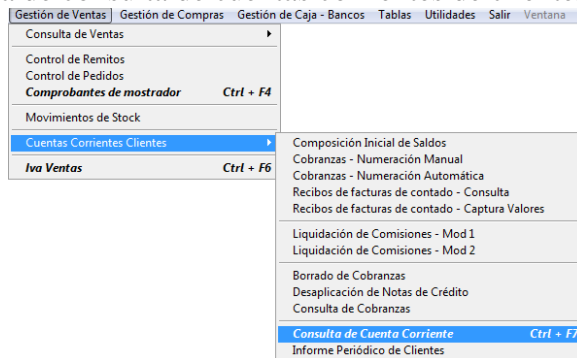 Gestión de Ventas Gestión de Compras Gestión de Caja - Bancos Tablas Utilidades Salir Ventana
Consulta de Ventas
Control de Remitos
Control de Pedidos
Comprobantes de mostrador Ctrl + F4
Movimientos de Stock
Cuentas Corrientes Clientes
Iva Ventas Ctrl + F6
Composición Inicial de Saldos
Cobranzas - Numeración Manual
Cobranzas - Numeración Automática
Recibos de facturas de contado - Consulta
Recibos de facturas de contado - Captura Valores
Liquidación de Comisiones - Mod 1
Liquidación de Comisiones - Mod 2
Borrado de Cobranzas
Desaplicación de Notas de Crédito
Consulta de Cobranzas
Consulta de Cuenta Corriente Ctrl + F7
Informe Periódico de Clientes